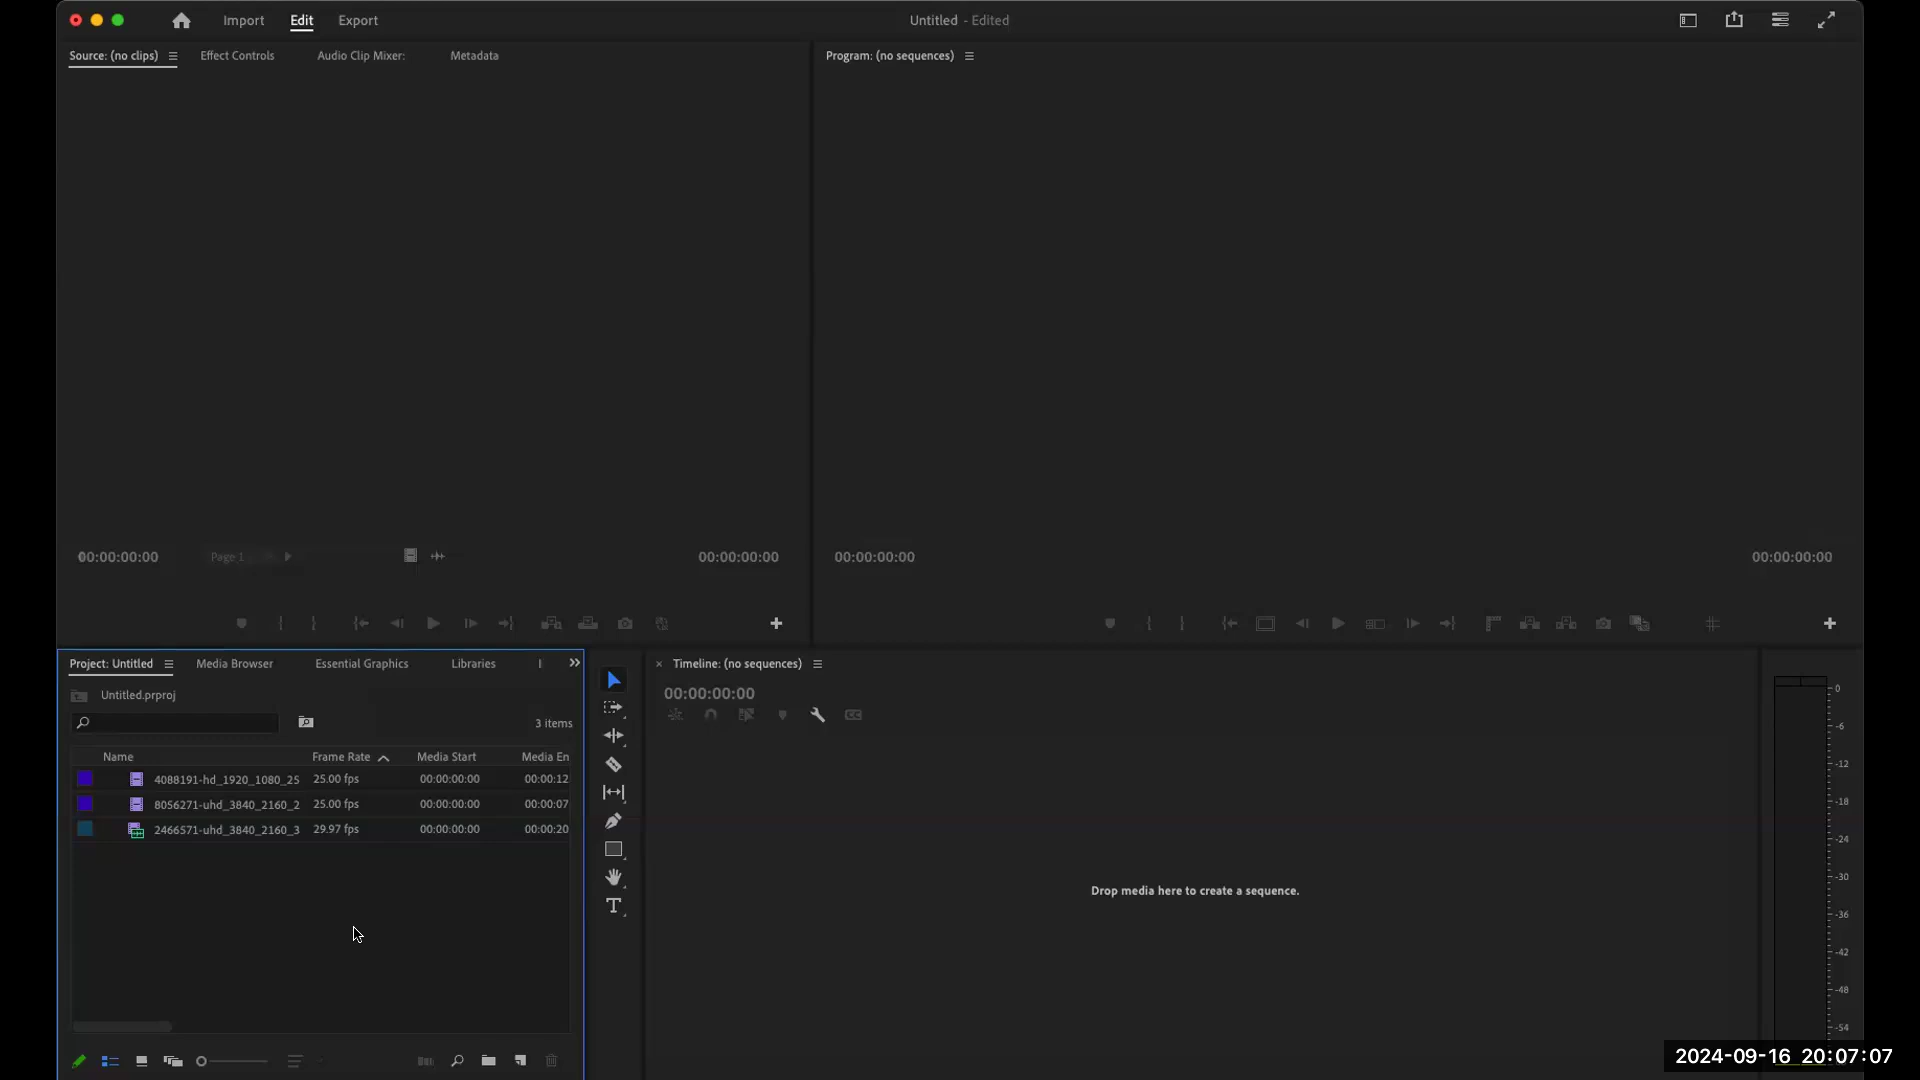 Import Edit Export Untitled - Edited
Source: (no clips) Effect Controls Audio Clip Mixer: Metadata
Program: (no sequences)
00:00:00:00 Page 1 00:00:00:00
00:00:00:00 00:00:00:00
Project: Untitled Media Browser Essential Graphics Libraries I
Untitled.prproj
3 items
Name Frame Rate Media Start Media En
4088191-hd_1920_1080_25 25.00 fps 00:00:00:00 00:00:12
8056271-uhd_3840_2160_2 25.00 fps 00:00:00:00 00:00:07
2466571-uhd_3840_2160_3 29.97 fps 00:00:00:00 00:00:20
T
× Timeline: (no sequences)
00:00:00:00
CC
Drop media here to create a sequence.
0
-6
-12
-18
-24
-30
-36
-42
-48
-54
2024-09-16 20:07:07